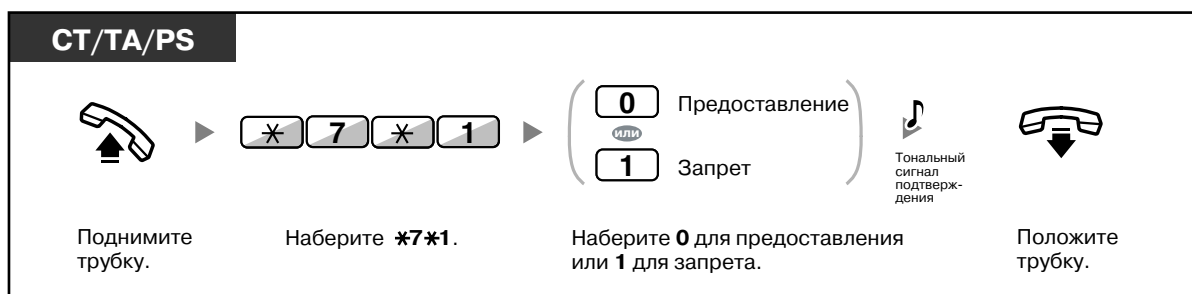 CT/TA/PS
* 7 * 1
0 Предоставление
или
1 Запрет
Тональный
сигнал
подтверж-
дения
Поднимите
трубку.
Наберите *7*1.
Наберите 0 для предоставления
или 1 для запрета.
Положите
трубку.